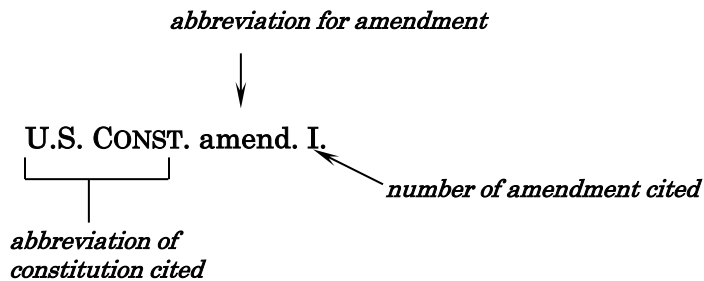 abbreviation for amendment
U.S. CONST. amend. I.
number of amendment cited
abbreviation of
constitution cited